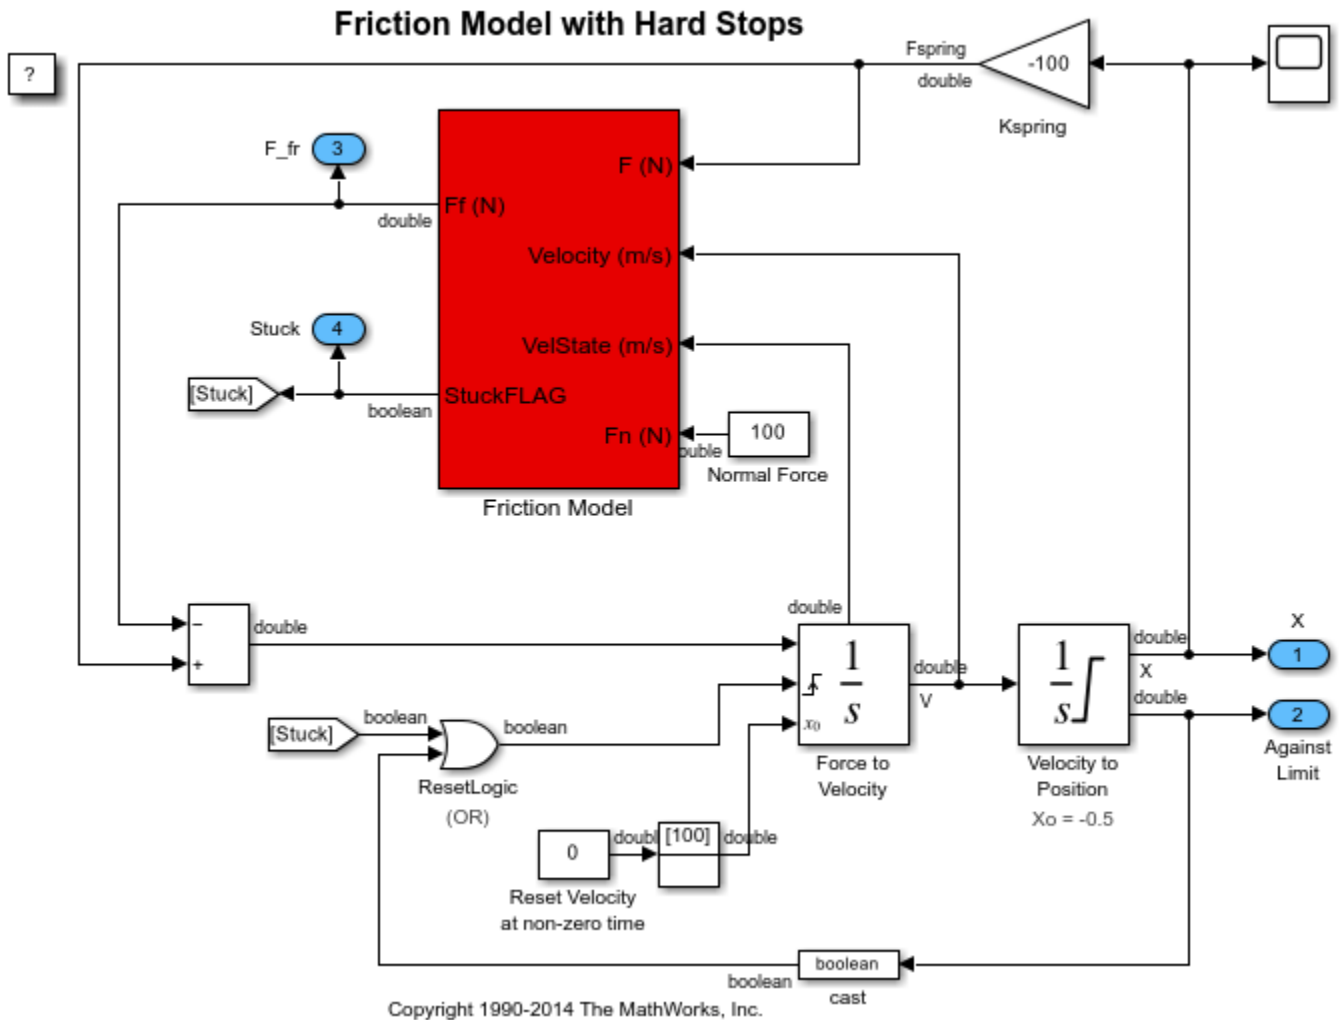 Friction Model with Hard Stops
?
Fspring
double
-100
Kspring
F_fr
3
F (N)
Ff (N)
double
Velocity (m/s)
Stuck
4
VelState (m/s)
[Stuck]
StuckFLAG
boolean
Fn (N)
ouble
100
Normal Force
Friction Model
double
−
double
+
1
s
x0
double
V
1
s
double
X
double
X
1
2
Against
Limit
[Stuck]
boolean
boolean
ResetLogic
(OR)
Force to
Velocity
Velocity to
Position
Xo = -0.5
0
doubl
[100]
double
Reset Velocity
at non-zero time
boolean
boolean
cast
Copyright 1990-2014 The MathWorks, Inc.